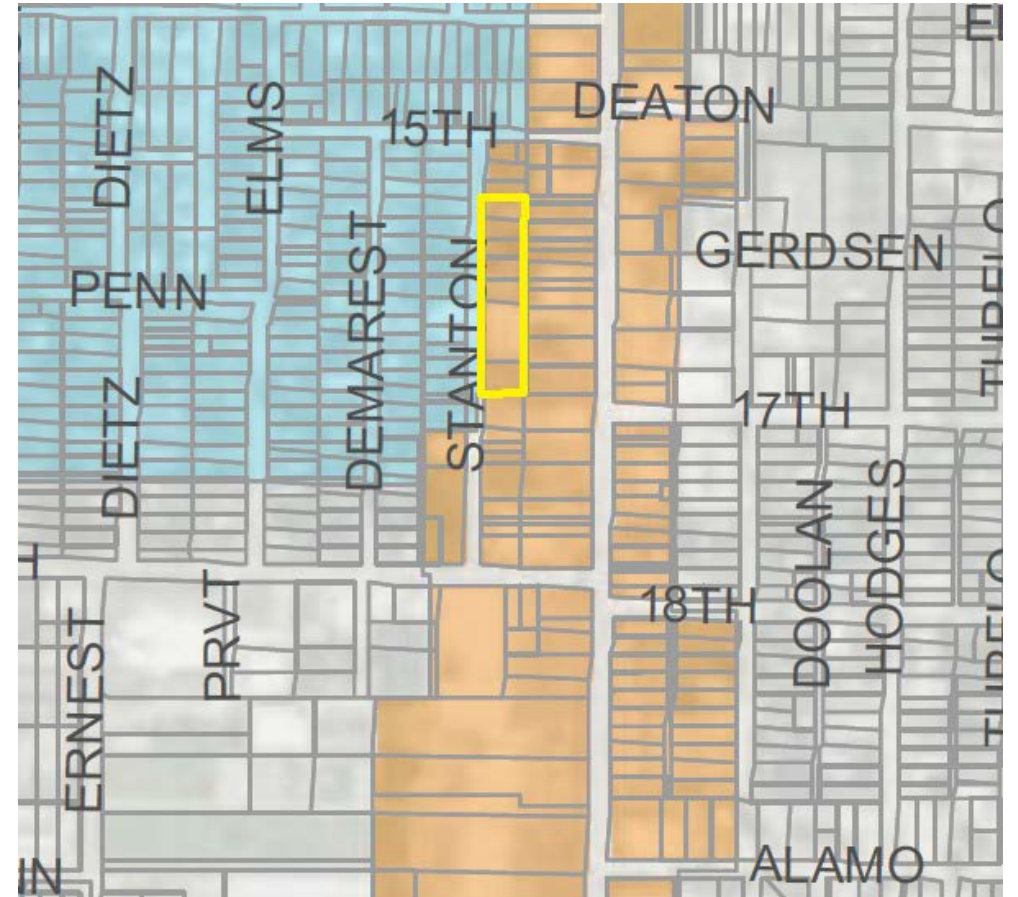 DEATON
DIETZ
ELMS
15TH
STANTON
DEMAREST
GERDSEN
PENN
DIETZ
17TH
DOOLAN
HODGES
18TH
PRVT
ERNEST
ALAMO